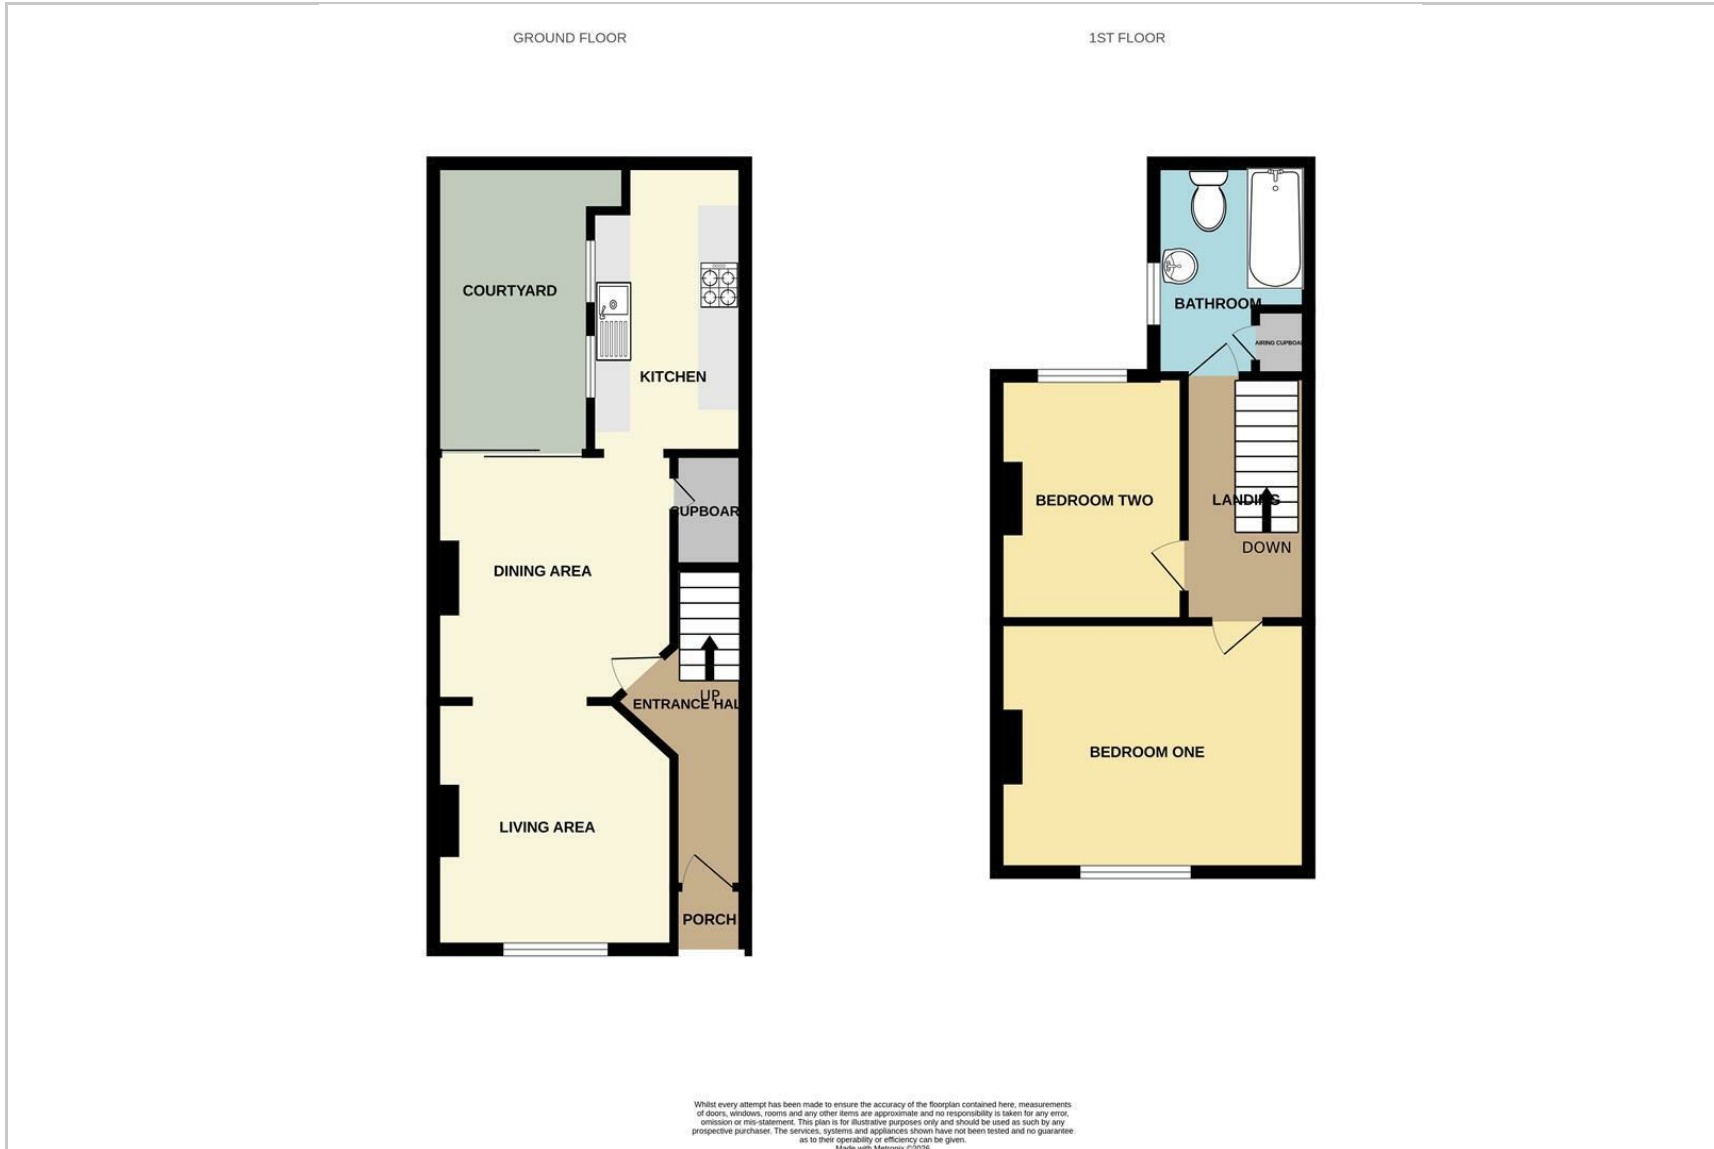 GROUND FLOOR
1ST FLOOR
COURTYARD
KITCHEN
CUPBOAR
DINING AREA
UP
ENTRANCE HAL
LIVING AREA
PORCH
BATHROOM
AIRING CUPBOA
BEDROOM TWO
LANDING
DOWN
BEDROOM ONE
Whilst every attempt has been made to ensure the accuracy of the floorplan contained here, measurements
of doors, windows, rooms and any other items are approximate and no responsibility is taken for any error,
omission or mis-statement. This plan is for illustrative purposes only and should be used as such by any
prospective purchaser. The services, systems and appliances shown have not been tested and no guarantee
as to their operability or efficiency can be given.
Made with Metropix ©2026